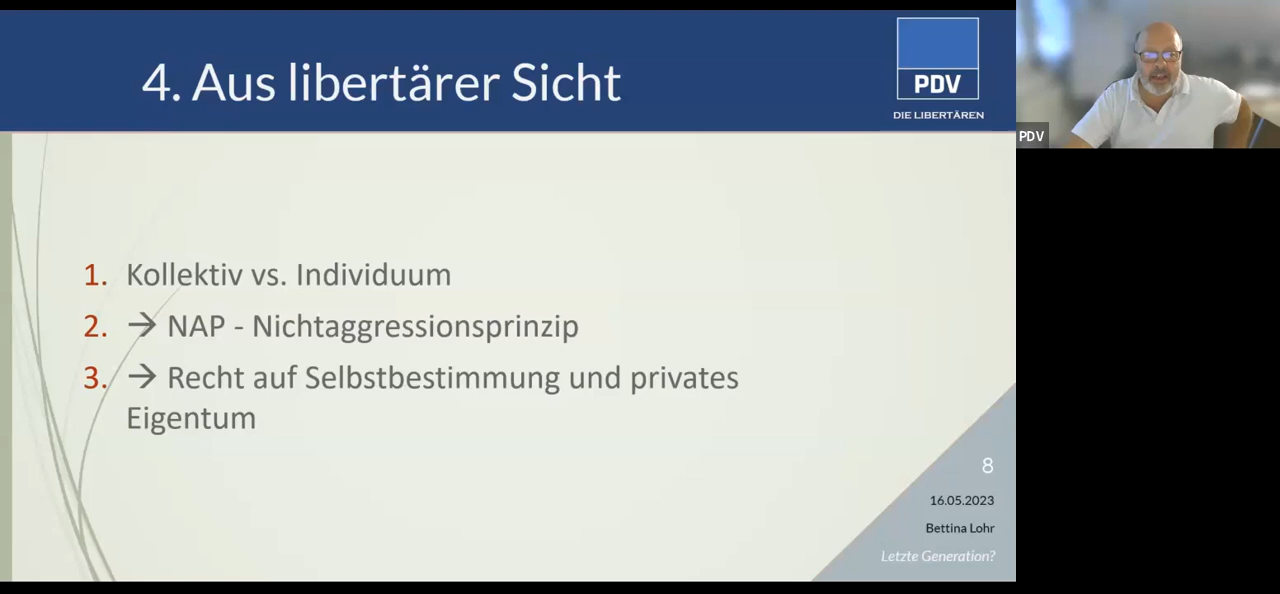 4. Aus libertärer Sicht
PDV
DIE LIBERTÄREN
PDV
1. Kollektiv vs. Individuum
2. → NAP - Nichtaggressionsprinzip
3. → Recht auf Selbstbestimmung und privates
Eigentum
8
16.05.2023
Bettina Lohr
Letzte Generation?